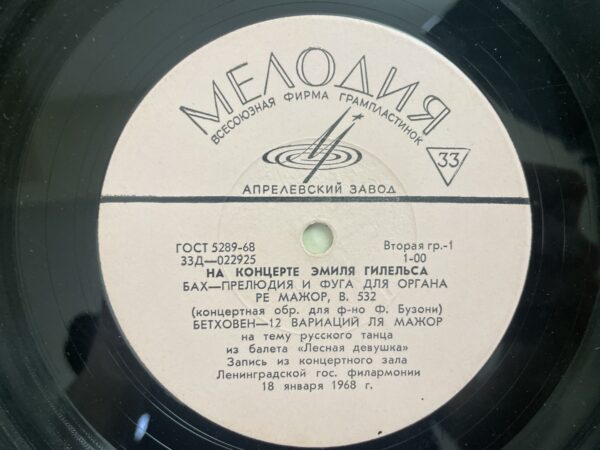 МЕЛОДИЯ
ВСЕСОЮЗНАЯ ФИРМА ГРАМПЛАСТИНОК
33
АПРЕЛЕВСКИЙ ЗАВОД
ГОСТ 5289-68 Вторая гр.-1
33Д—022925 1-00
НА КОНЦЕРТЕ ЭМИЛЯ ГИЛЕЛЬСА
БАХ—ПРЕЛЮДИЯ И ФУГА ДЛЯ ОРГАНА
РЕ МАЖОР, В. 532
(концертная обр. для ф-но Ф. Бузони)
БЕТХОВЕН—12 ВАРИАЦИЙ ЛЯ МАЖОР
на тему русского танца
из балета «Лесная девушка»
Запись из концертного зала
Ленинградской гос. филармонии
18 января 1968 г.